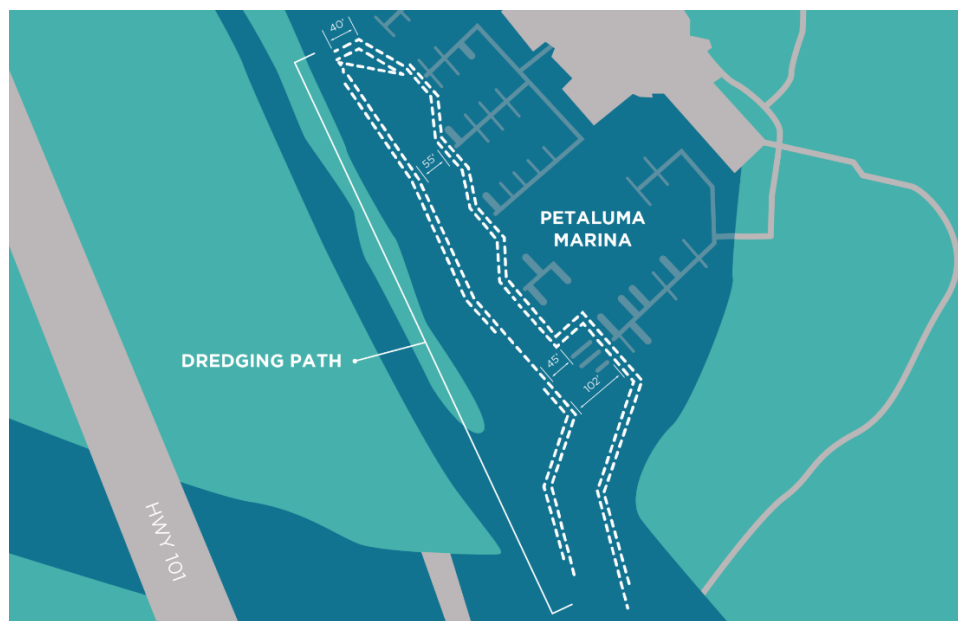 40'
55'
PETALUMA
MARINA
DREDGING PATH
45'
102'
HWY 101